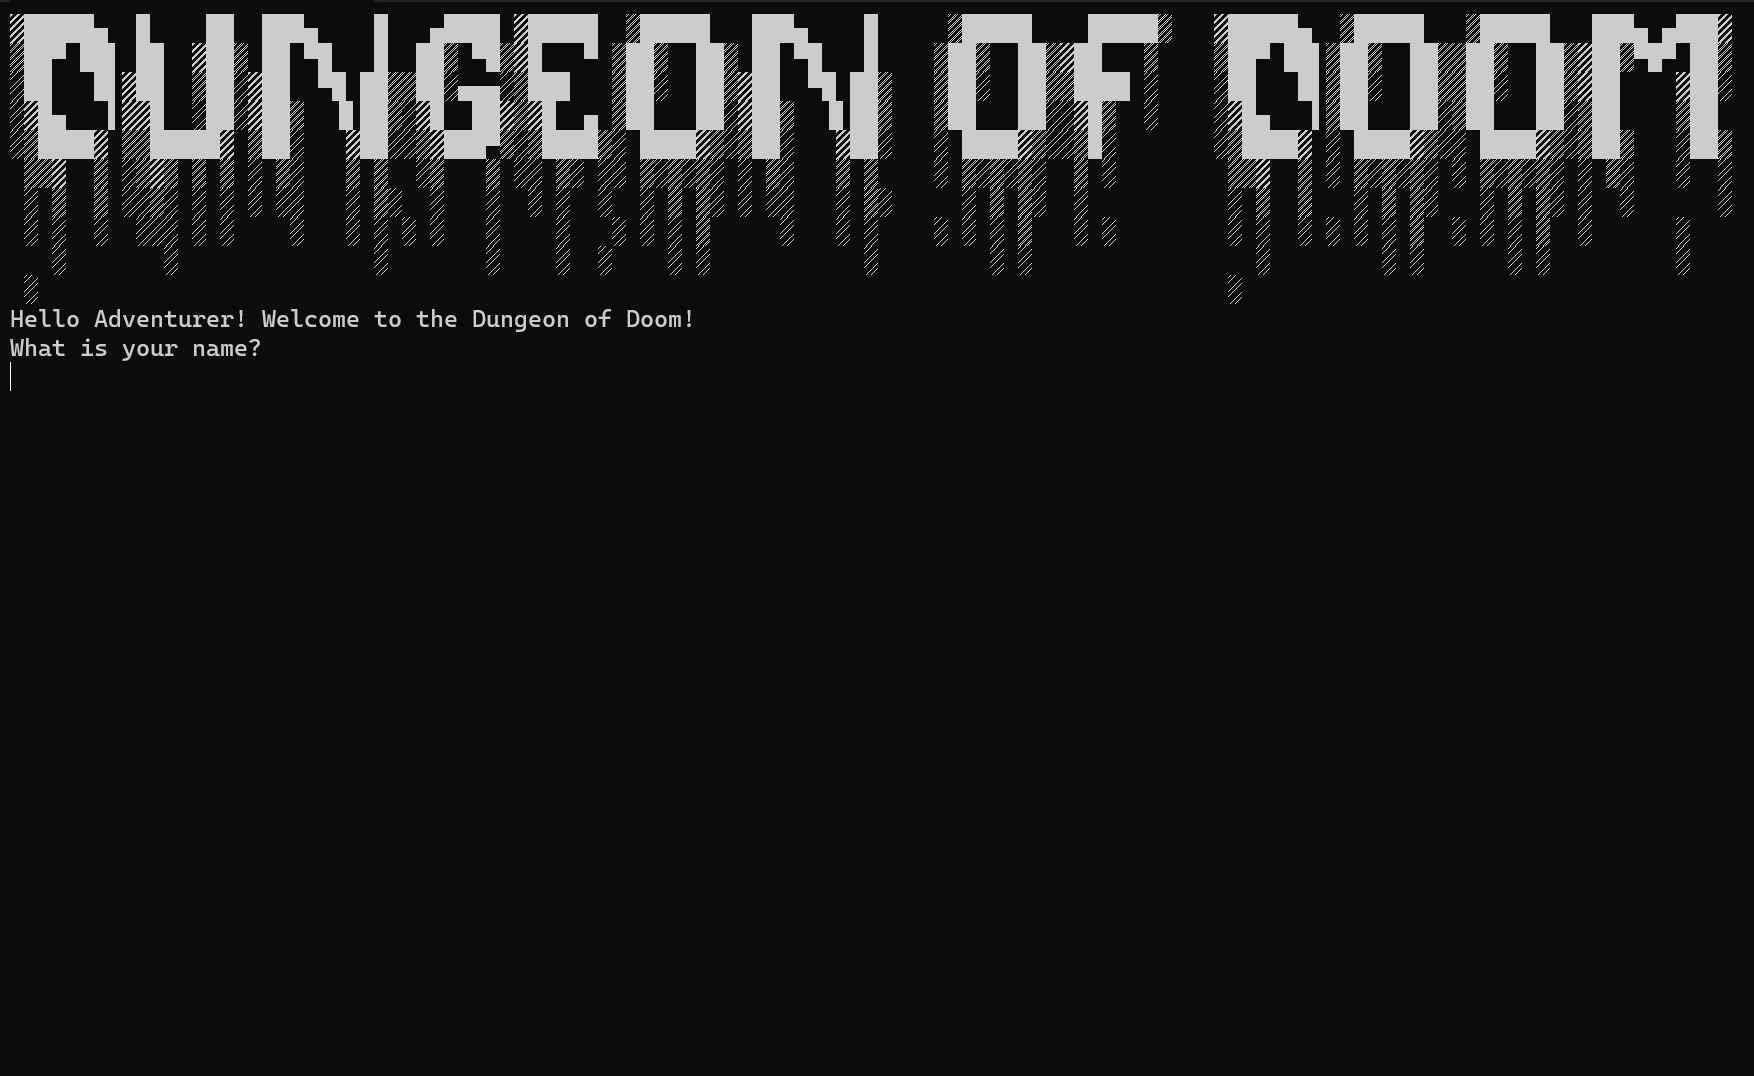 DUNGEON OF DOOM
Hello Adventurer! Welcome to the Dungeon of Doom!
What is your name?